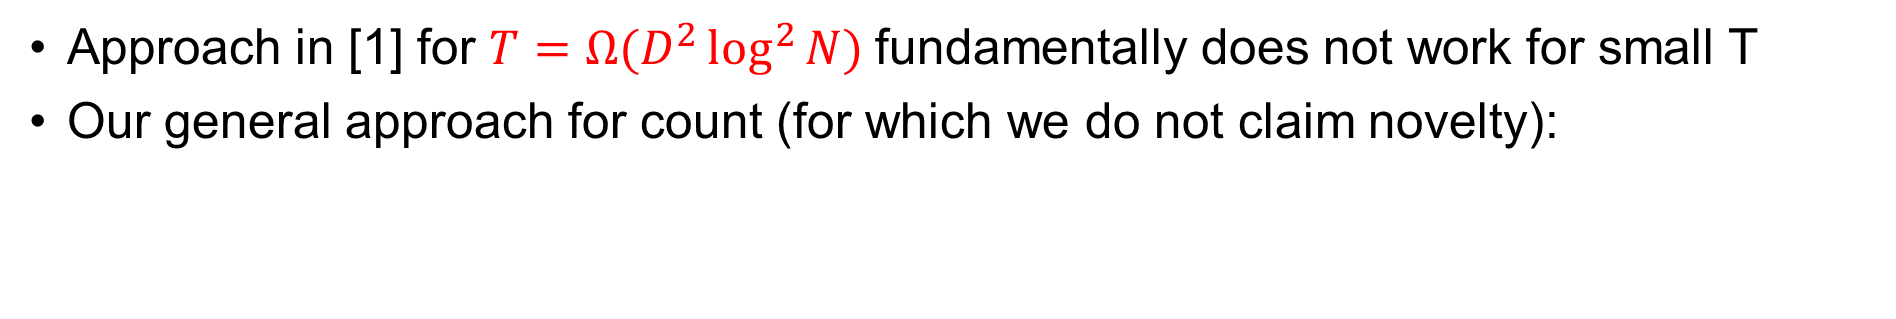 • Approach in [1] for T = Ω(D² log² N) fundamentally does not work for small T
• Our general approach for count (for which we do not claim novelty):